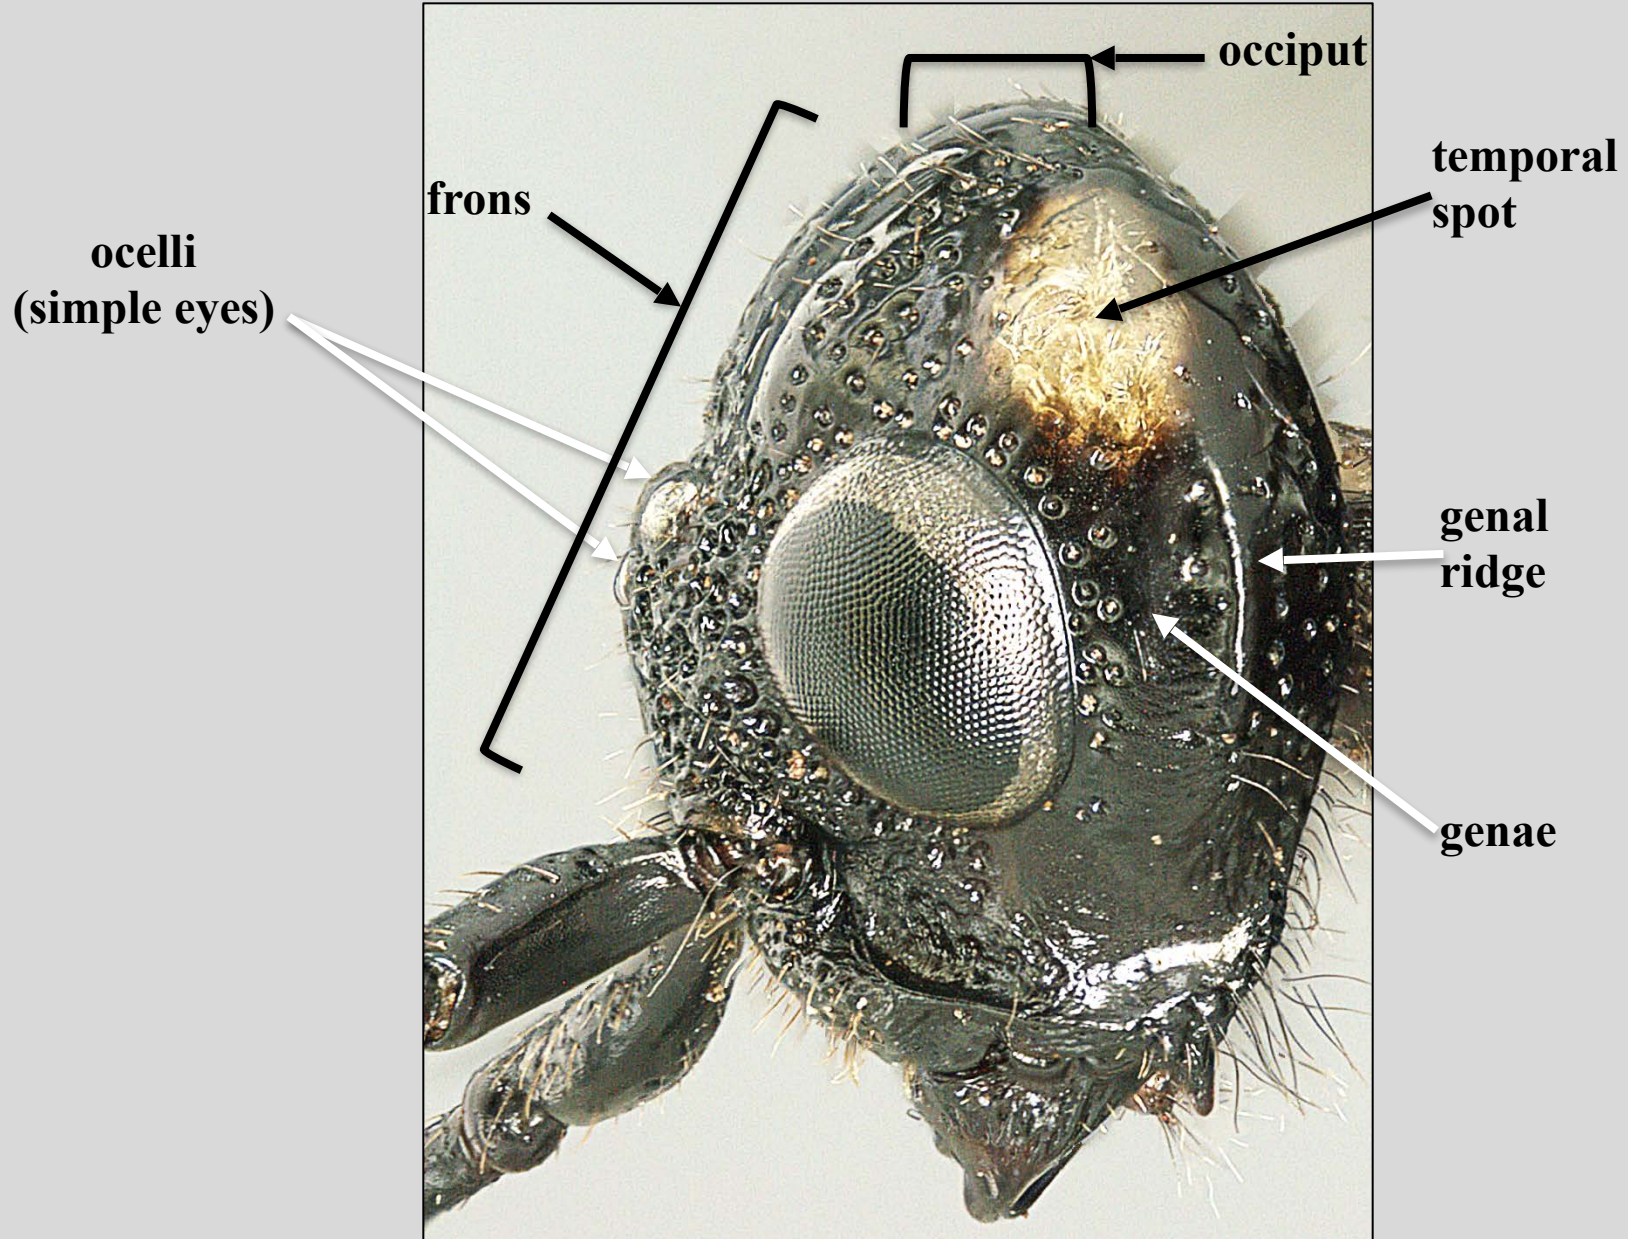 occiput
temporal
spot
frons
ocelli
(simple eyes)
genal
ridge
genae